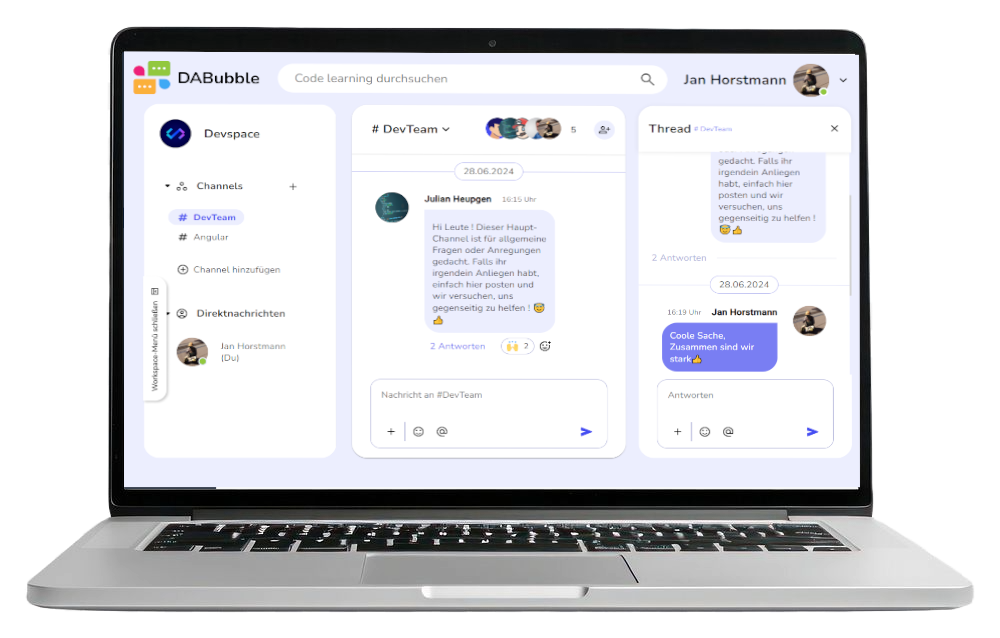 DABubble
Code learning durchsuchen
Jan Horstmann
Devspace
Channels
# DevTeam
# Angular
Channel hinzufügen
Workspace-Menü schließen
Direktnachrichten
Jan Horstmann
(Du)
# DevTeam
5
28.06.2024
Julian Heupgen 16:15 Uhr
Hi Leute ! Dieser Haupt-
Channel ist für allgemeine
Fragen oder Anregungen
gedacht. Falls ihr
irgendein Anliegen habt,
einfach hier posten und
wir versuchen, uns
gegenseitig zu helfen ! 😇
👍
2 Antworten 🙌 2
Nachricht an #DevTeam
+ @
Thread # DevTeam
gedacht. Falls ihr
irgendein Anliegen
habt, einfach hier
posten und wir
versuchen, uns
gegenseitig zu helfen !
😇👍
2 Antworten
28.06.2024
16:19 Uhr Jan Horstmann
Coole Sache,
Zusammen sind wir
stark👍
Antworten
+ @